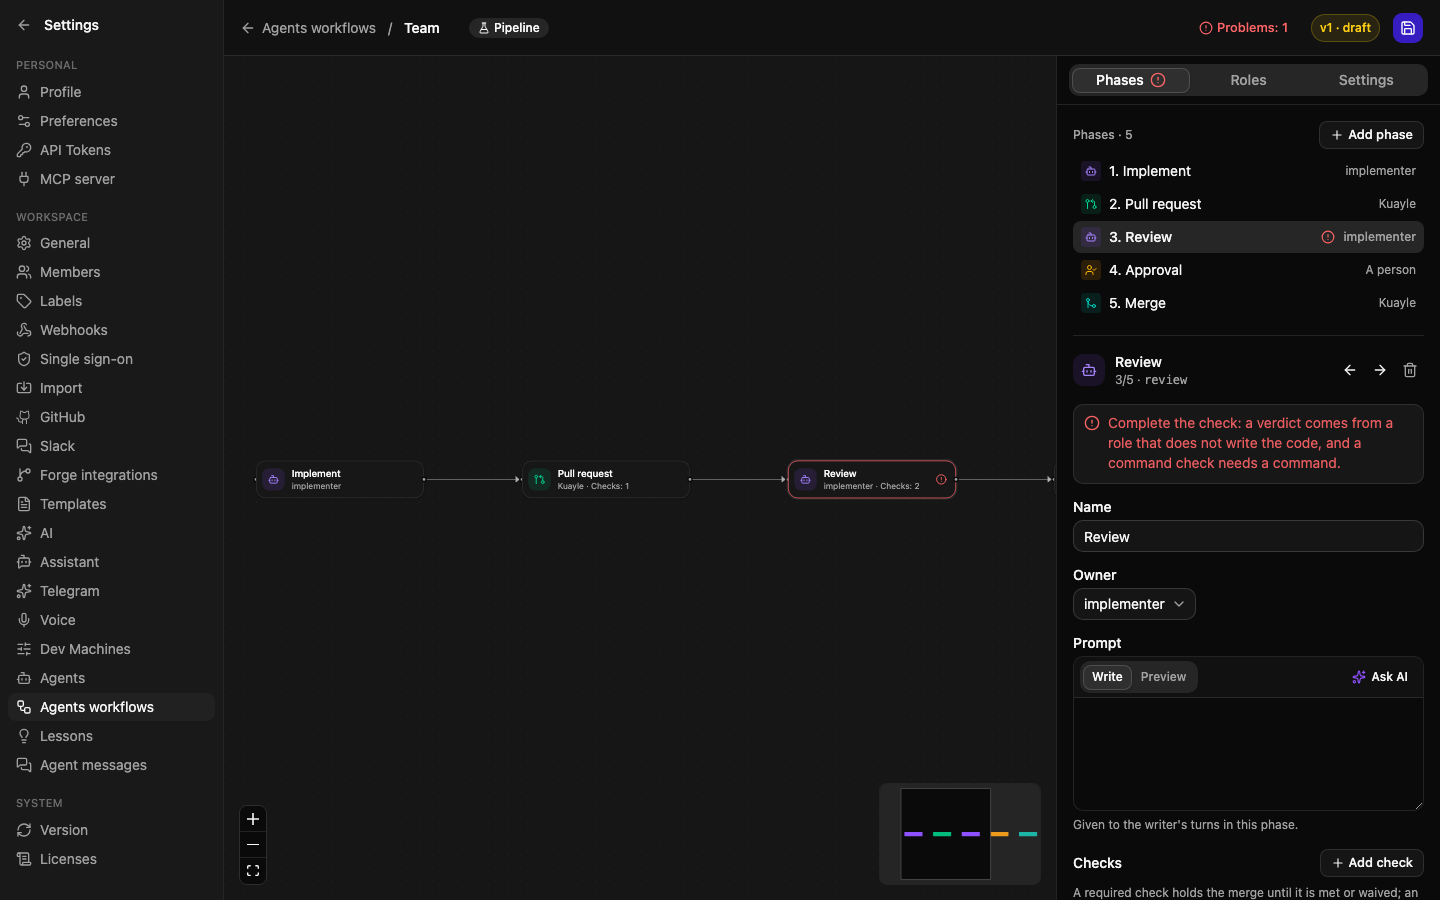 Settings
PERSONAL
Profile
Preferences
API Tokens
MCP server
WORKSPACE
General
Members
Labels
Webhooks
Single sign-on
Import
GitHub
Slack
Forge integrations
Templates
AI
Assistant
Telegram
Voice
Dev Machines
Agents
Agents workflows
Lessons
Agent messages
SYSTEM
Version
Licenses
Agents workflows / Team
Pipeline
Problems: 1
v1 · draft
Implement
implementer
Pull request
Kuayle · Checks: 1
Review
implementer · Checks: 2
Phases
Roles
Settings
Phases · 5
Add phase
1. Implement
implementer
2. Pull request
Kuayle
3. Review
implementer
4. Approval
A person
5. Merge
Kuayle
Review
3/5 · review
Complete the check: a verdict comes from a
role that does not write the code, and a
command check needs a command.
Name
Review
Owner
implementer
Prompt
Write
Preview
Ask AI
Given to the writer's turns in this phase.
Checks
Add check
A required check holds the merge until it is met or waived; an